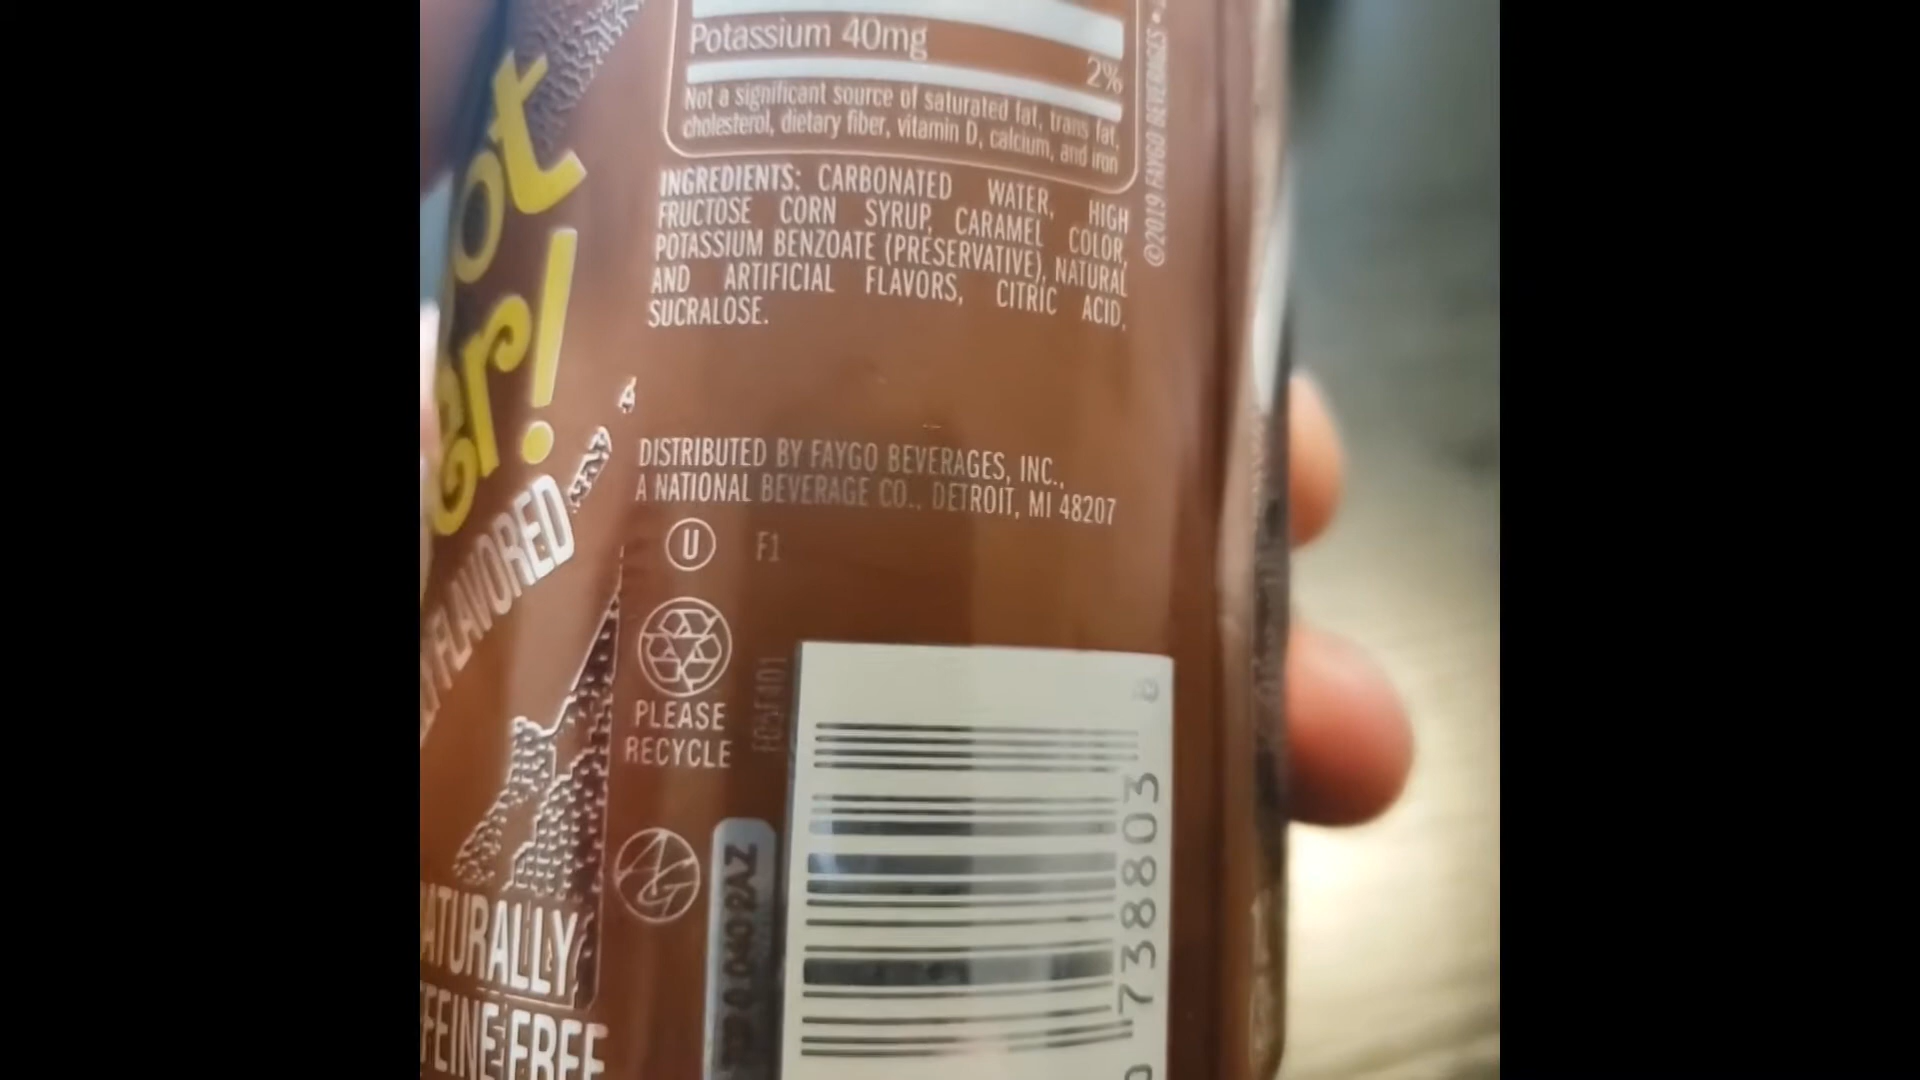 Potassium 40mg 2%
Not a significant source of saturated fat, trans fat,
cholesterol, dietary fiber, vitamin D, calcium, and iron
INGREDIENTS: CARBONATED WATER, HIGH
FRUCTOSE CORN SYRUP, CARAMEL COLOR,
POTASSIUM BENZOATE (PRESERVATIVE), NATURAL
AND ARTIFICIAL FLAVORS, CITRIC ACID,
SUCRALOSE.
©2019 FAYGO BEVERAGES
ot
er!
FLAVORED
DISTRIBUTED BY FAYGO BEVERAGES, INC.,
A NATIONAL BEVERAGE CO., DETROIT, MI 48207
U F1
PLEASE
RECYCLE
ATURALLY
FEINE FREE
0 738803